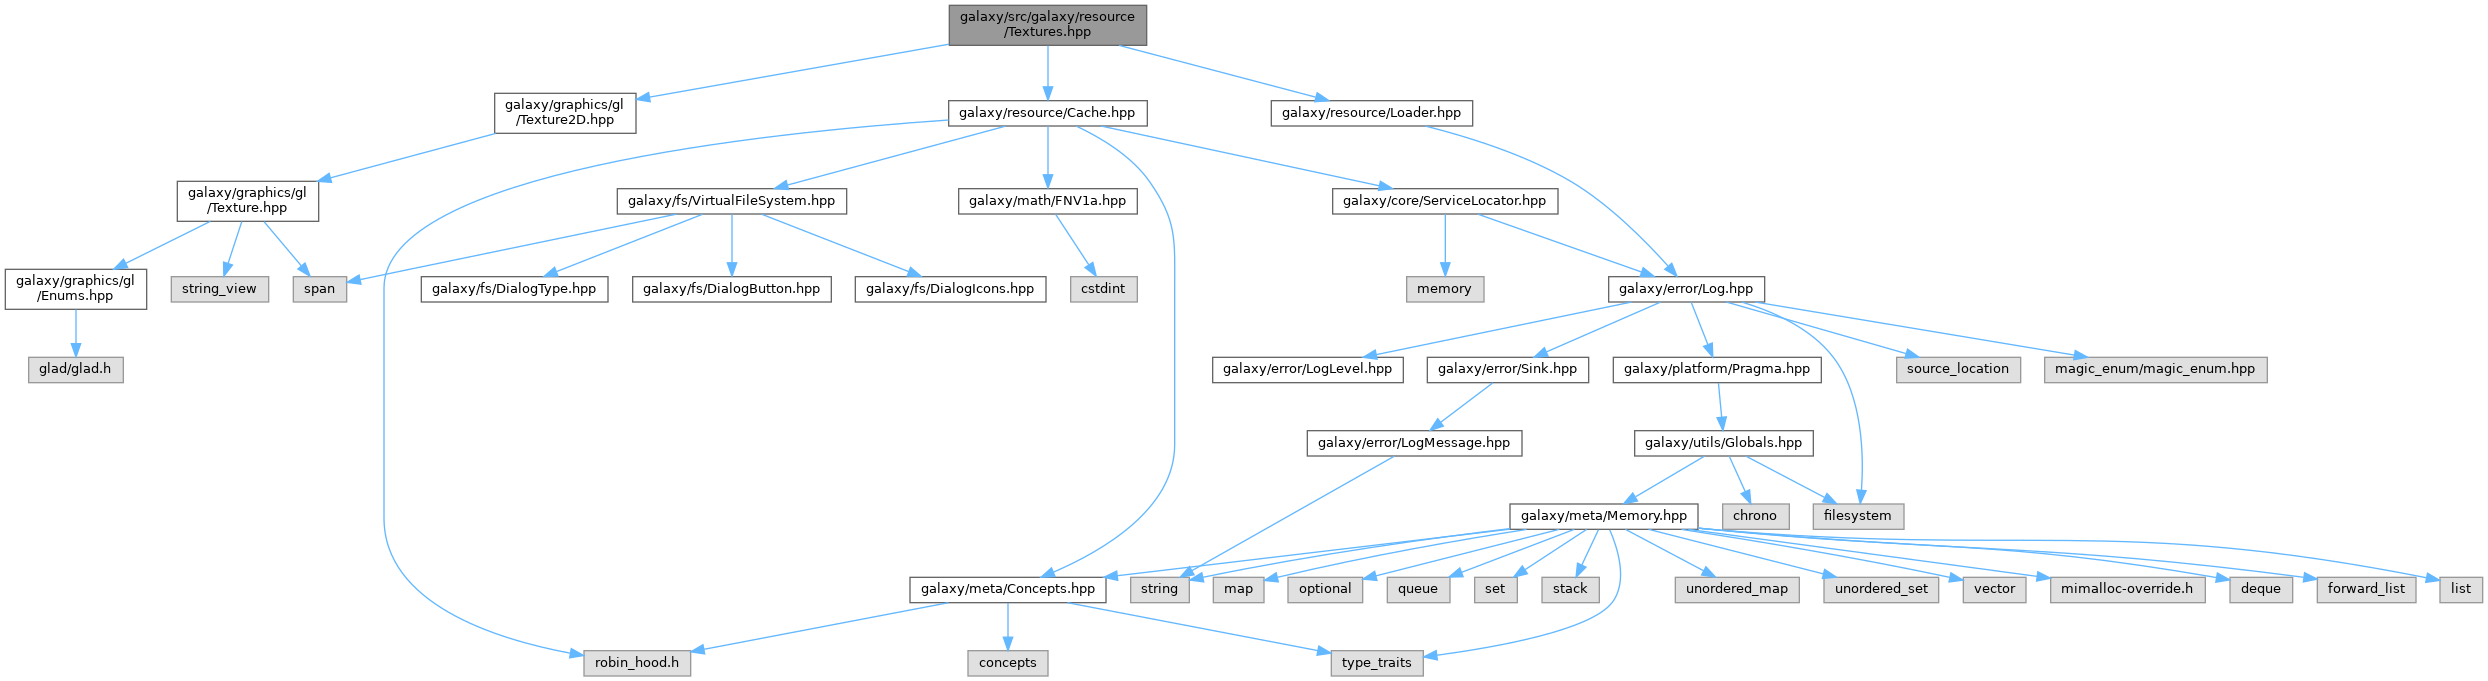 galaxy/src/galaxy/resource
/Textures.hpp
galaxy/graphics/gl
/Texture2D.hpp
galaxy/resource/Cache.hpp
galaxy/resource/Loader.hpp
galaxy/graphics/gl
/Texture.hpp
galaxy/fs/VirtualFileSystem.hpp
galaxy/math/FNV1a.hpp
galaxy/core/ServiceLocator.hpp
galaxy/graphics/gl
/Enums.hpp
string_view
span
galaxy/fs/DialogType.hpp
galaxy/fs/DialogButton.hpp
galaxy/fs/DialogIcons.hpp
cstdint
memory
galaxy/error/Log.hpp
glad/glad.h
galaxy/error/LogLevel.hpp
galaxy/error/Sink.hpp
galaxy/platform/Pragma.hpp
source_location
magic_enum/magic_enum.hpp
galaxy/error/LogMessage.hpp
galaxy/utils/Globals.hpp
galaxy/meta/Memory.hpp
chrono
filesystem
galaxy/meta/Concepts.hpp
string
map
optional
queue
set
stack
unordered_map
unordered_set
vector
mimalloc-override.h
deque
forward_list
list
robin_hood.h
concepts
type_traits